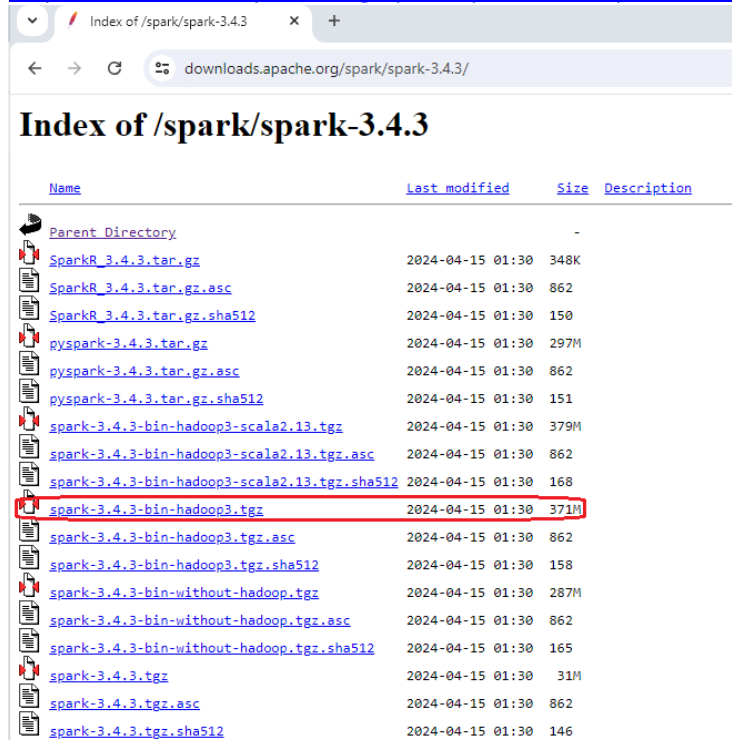 Index of /spark/spark-3.4.3
downloads.apache.org/spark/spark-3.4.3/
Index of /spark/spark-3.4.3
Name Last modified Size Description
Parent Directory -
SparkR_3.4.3.tar.gz 2024-04-15 01:30 348K
SparkR_3.4.3.tar.gz.asc 2024-04-15 01:30 862
SparkR_3.4.3.tar.gz.sha512 2024-04-15 01:30 150
pyspark-3.4.3.tar.gz 2024-04-15 01:30 297M
pyspark-3.4.3.tar.gz.asc 2024-04-15 01:30 862
pyspark-3.4.3.tar.gz.sha512 2024-04-15 01:30 151
spark-3.4.3-bin-hadoop3-scala2.13.tgz 2024-04-15 01:30 379M
spark-3.4.3-bin-hadoop3-scala2.13.tgz.asc 2024-04-15 01:30 862
spark-3.4.3-bin-hadoop3-scala2.13.tgz.sha512 2024-04-15 01:30 168
spark-3.4.3-bin-hadoop3.tgz 2024-04-15 01:30 371M
spark-3.4.3-bin-hadoop3.tgz.asc 2024-04-15 01:30 862
spark-3.4.3-bin-hadoop3.tgz.sha512 2024-04-15 01:30 158
spark-3.4.3-bin-without-hadoop.tgz 2024-04-15 01:30 287M
spark-3.4.3-bin-without-hadoop.tgz.asc 2024-04-15 01:30 862
spark-3.4.3-bin-without-hadoop.tgz.sha512 2024-04-15 01:30 165
spark-3.4.3.tgz 2024-04-15 01:30 31M
spark-3.4.3.tgz.asc 2024-04-15 01:30 862
spark-3.4.3.tgz.sha512 2024-04-15 01:30 146